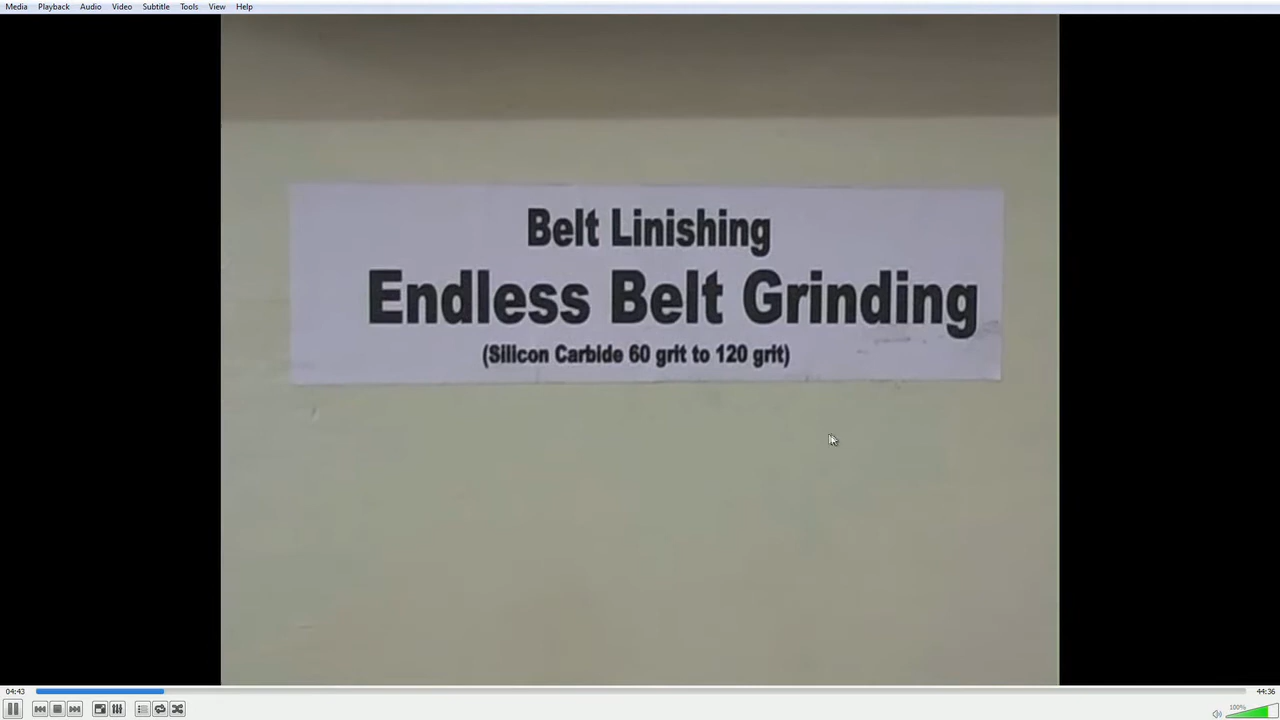 Media Playback Audio Video Subtitle Tools View Help
Belt Linishing
Endless Belt Grinding
(Silicon Carbide 60 grit to 120 grit)
04:43 44:36
100%